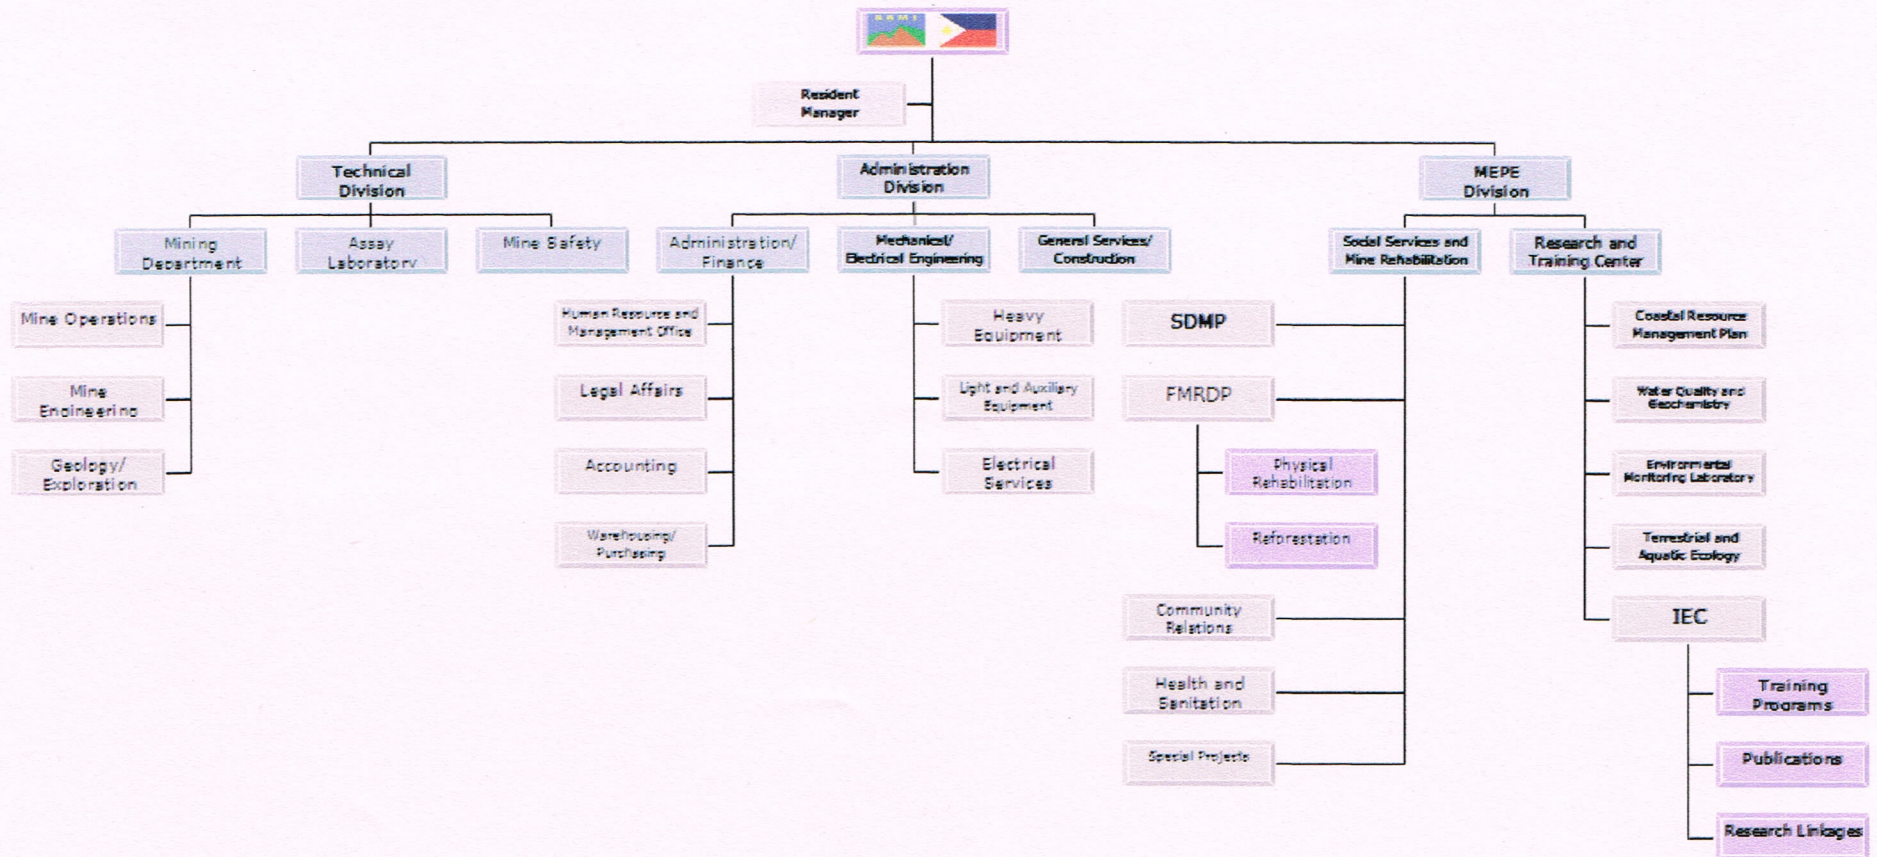 Resident
Manager
Technical
Division
Administration
Division
MEPE
Division
Mining
Department
Assay
Laboratory
Mine Safety
Administration/
Finance
Mechanical/
Electrical Engineering
General Services/
Construction
Social Services and
Mine Rehabilitation
Research and
Training Center
Mine Operations
Mine
Engineering
Geology/
Exploration
Human Resource and
Management Office
Legal Affairs
Accounting
Warehousing/
Purchasing
Heavy
Equipment
Light and Auxiliary
Equipment
Electrical
Services
SDMP
FMRDP
Physical
Rehabilitation
Reforestation
Community
Relations
Health and
Sanitation
Special Projects
Coastal Resource
Management Plan
Water Quality and
Geochemistry
Environmental
Monitoring Laboratory
Terrestrial and
Aquatic Ecology
IEC
Training
Programs
Publications
Research Linkages